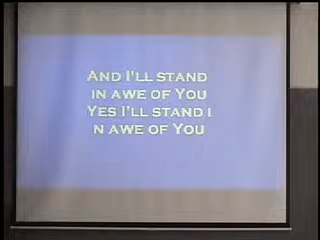 AND I'LL STAND
IN AWE OF YOU
YES I'LL STAND I
N AWE OF YOU